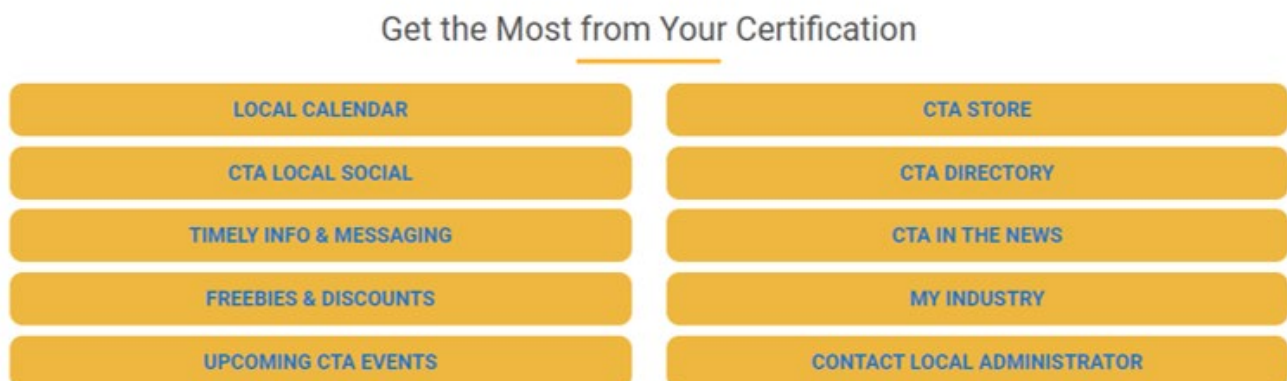 Get the Most from Your Certification
LOCAL CALENDAR
CTA STORE
CTA LOCAL SOCIAL
CTA DIRECTORY
TIMELY INFO & MESSAGING
CTA IN THE NEWS
FREEBIES & DISCOUNTS
MY INDUSTRY
UPCOMING CTA EVENTS
CONTACT LOCAL ADMINISTRATOR